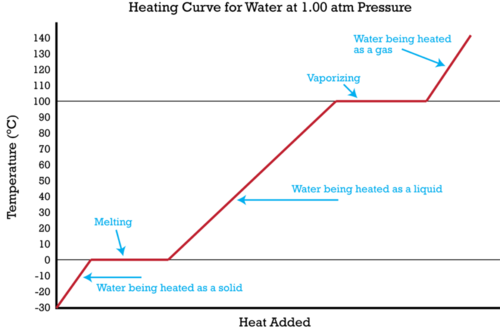 Heating Curve for Water at 1.00 atm Pressure
140
130
120
110
100
90
80
70
60
50
40
30
20
10
0
-10
-20
-30
Temperature (°C)
Water being heated
as a gas
Vaporizing
Water being heated as a liquid
Melting
Water being heated as a solid
Heat Added